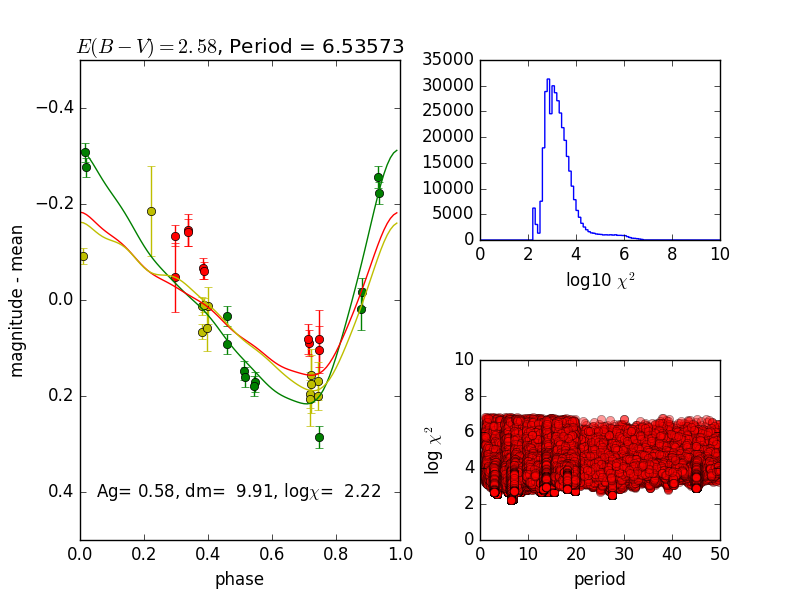 E(B − V) = 2.58, Period = 6.53573
magnitude - mean
−0.4
−0.2
0.0
0.2
0.4
Ag= 0.58, dm=  9.91, logχ=  2.22
0.0 0.2 0.4 0.6 0.8 1.0
phase
35000
30000
25000
20000
15000
10000
5000
0
0 2 4 6 8 10
log10 χ²
log χ²
10
8
6
4
2
0
0 10 20 30 40 50
period